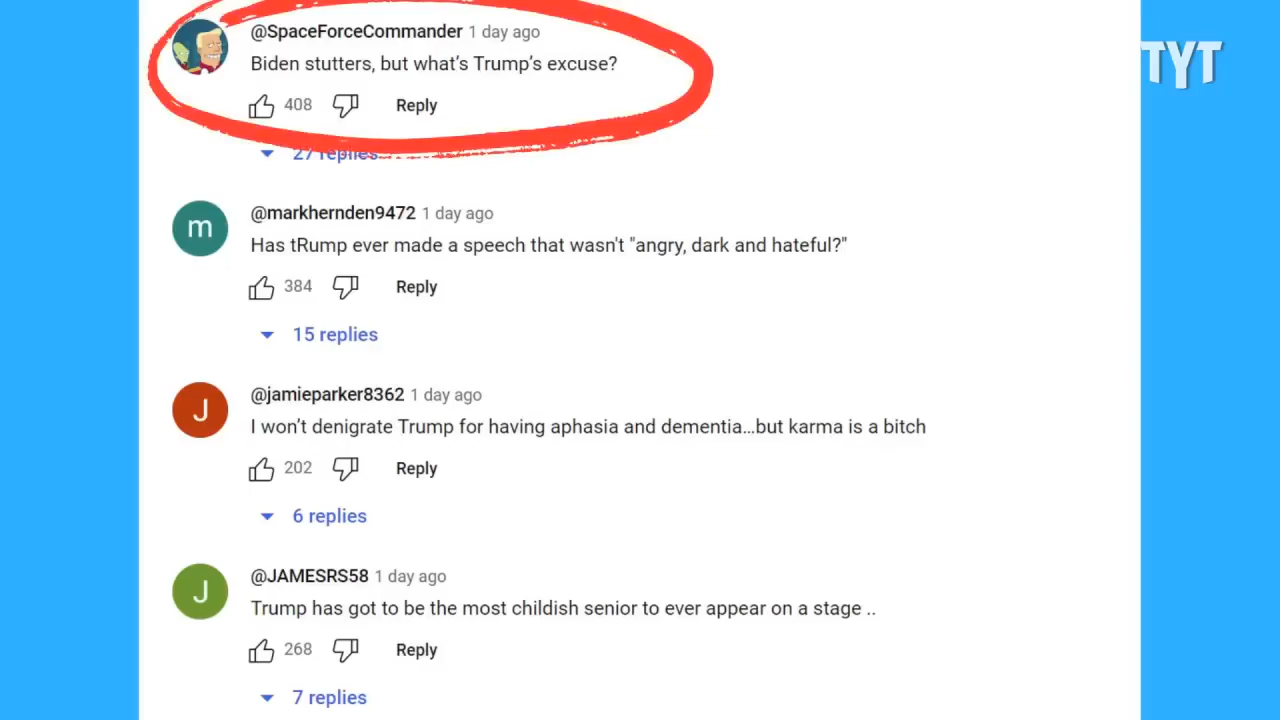 @SpaceForceCommander 1 day ago
TYT
Biden stutters, but what's Trump's excuse?
408 Reply
27 replies
@markhernden9472 1 day ago
m
Has tRump ever made a speech that wasn't "angry, dark and hateful?"
384 Reply
15 replies
@jamieparker8362 1 day ago
J
I won't denigrate Trump for having aphasia and dementia…but karma is a bitch
202 Reply
6 replies
@JAMESRS58 1 day ago
J
Trump has got to be the most childish senior to ever appear on a stage ..
268 Reply
7 replies